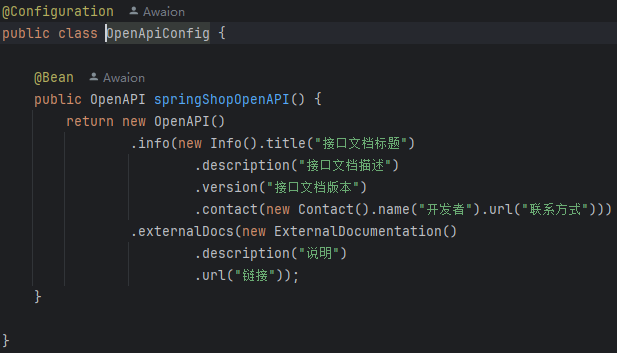 @Configuration Awaion
public class OpenApiConfig {
@Bean Awaion
public OpenAPI springShopOpenAPI() {
return new OpenAPI()
.info(new Info().title("接口文档标题")
.description("接口文档描述")
.version("接口文档版本")
.contact(new Contact().name("开发者").url("联系方式")))
.externalDocs(new ExternalDocumentation()
.description("说明")
.url("链接"));
}
}